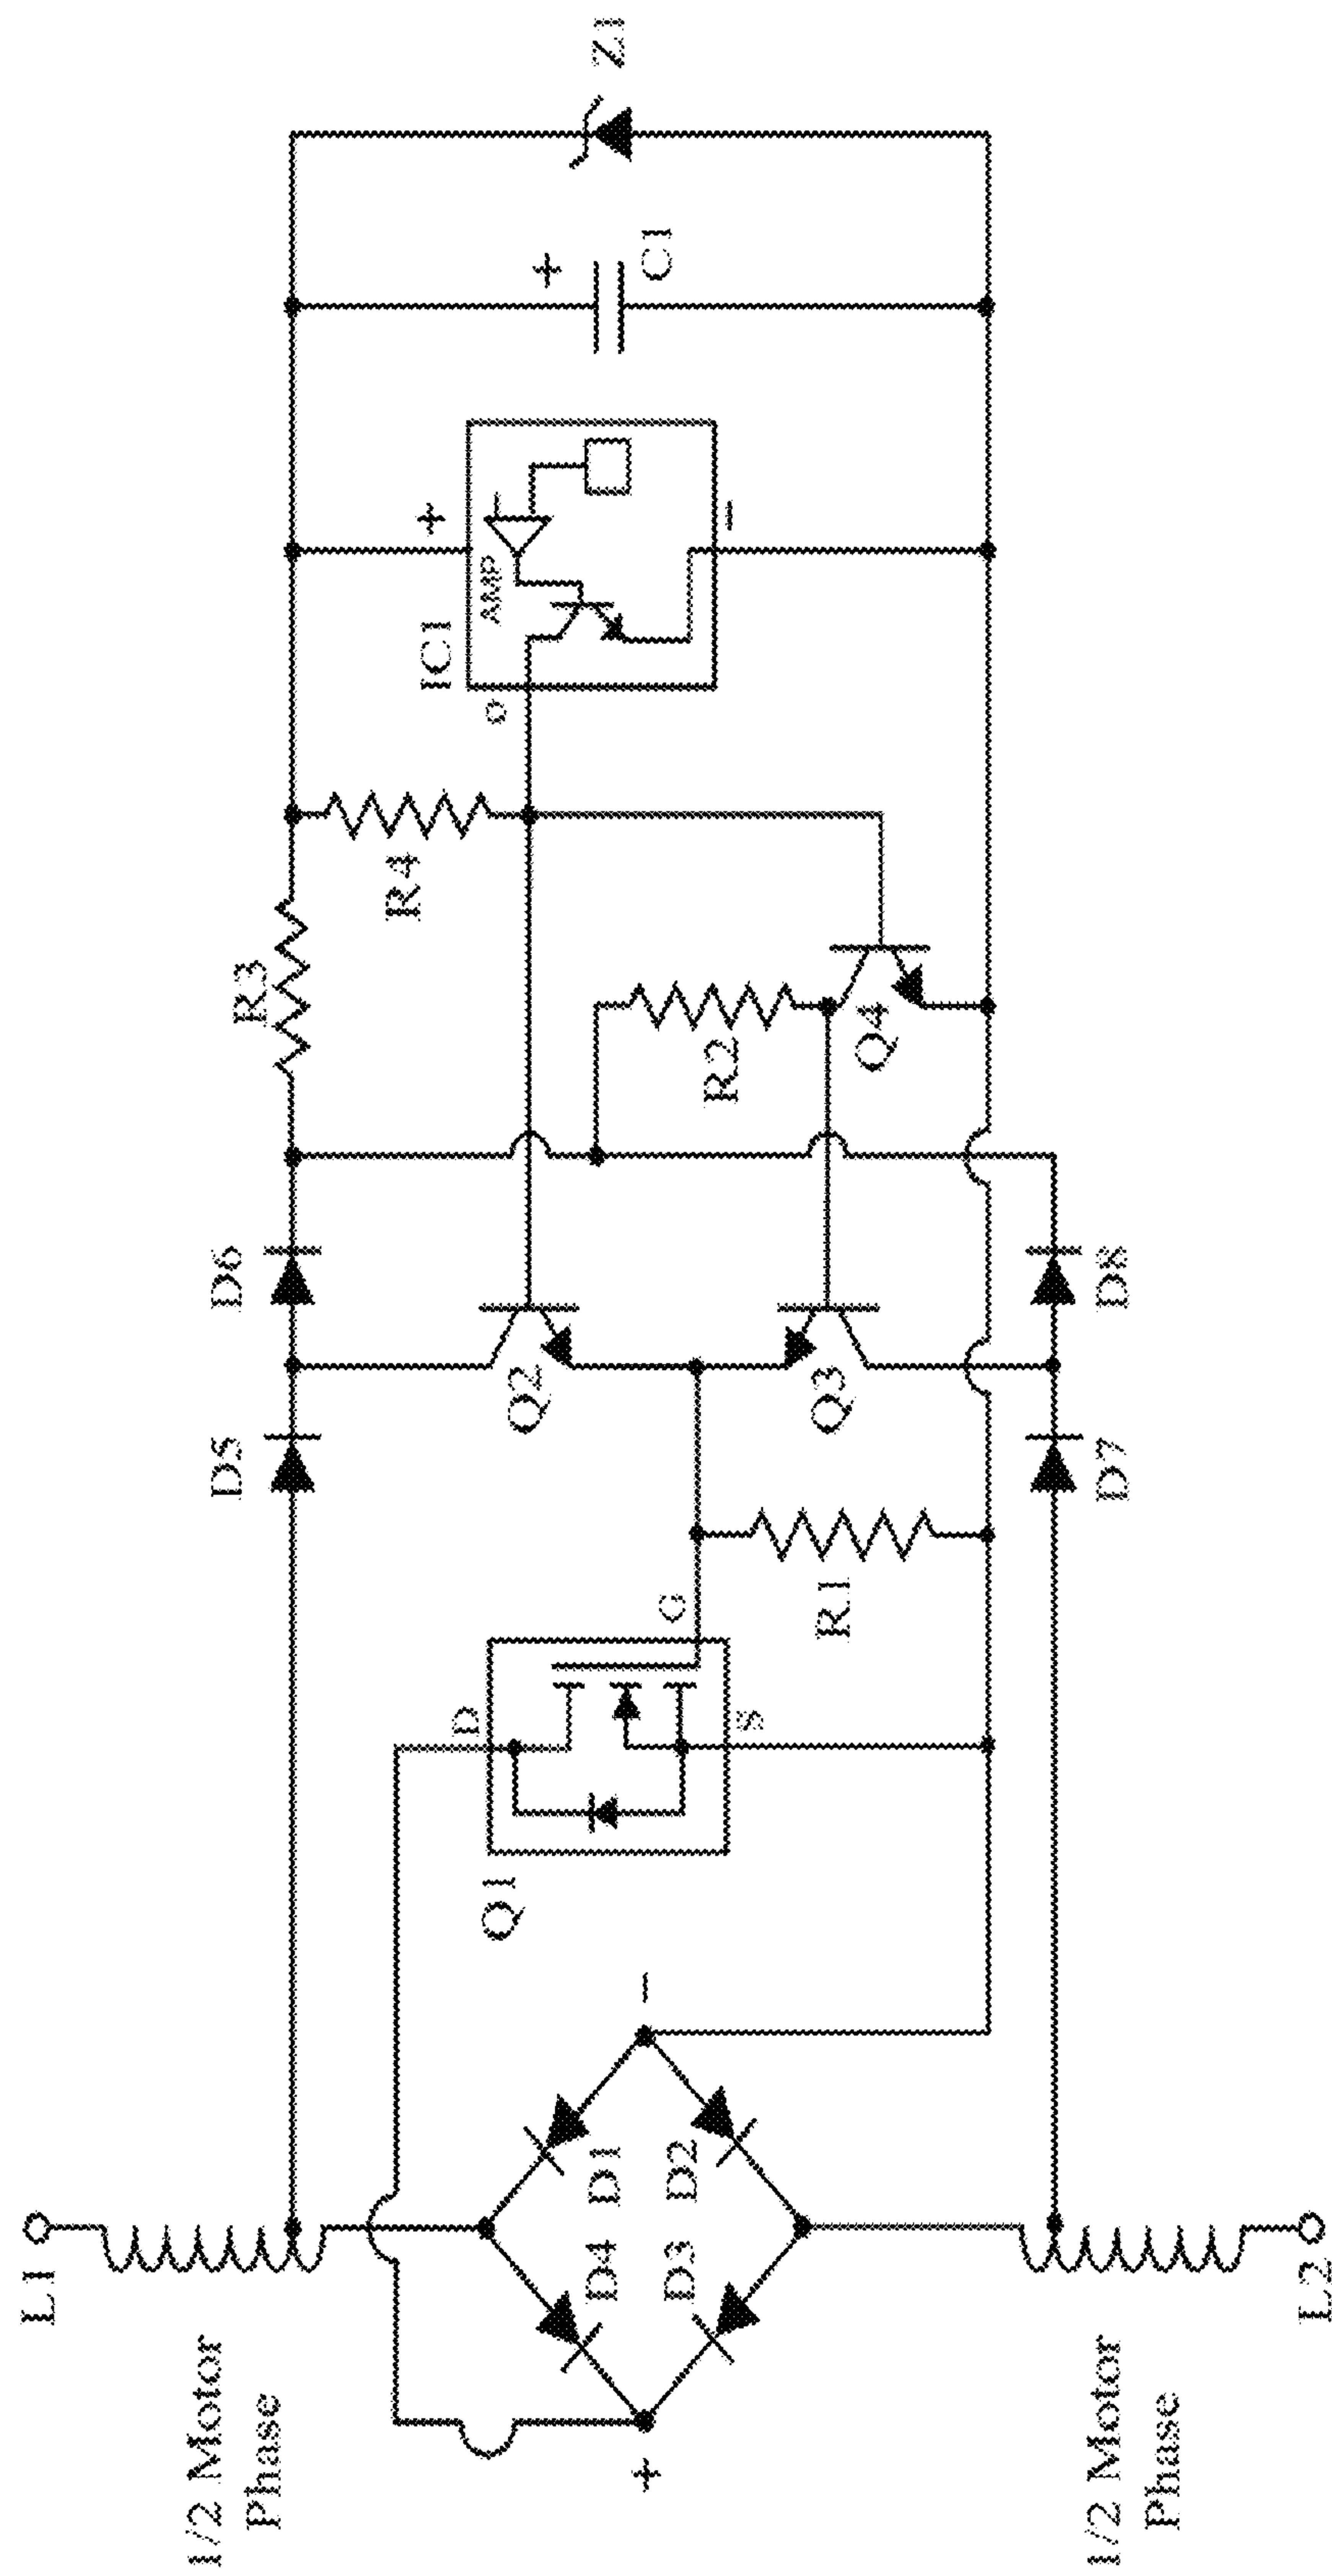 L1
1/2 Motor
Phase
+
D4
D1
D3
D2
−
L2
1/2 Motor
Phase
Q1
D
G
S
R1
D5
D6
Q2
Q3
D7
D8
R3
R4
R2
Q4
IC1
O
+
AMP
−
−
+
C1
Z1